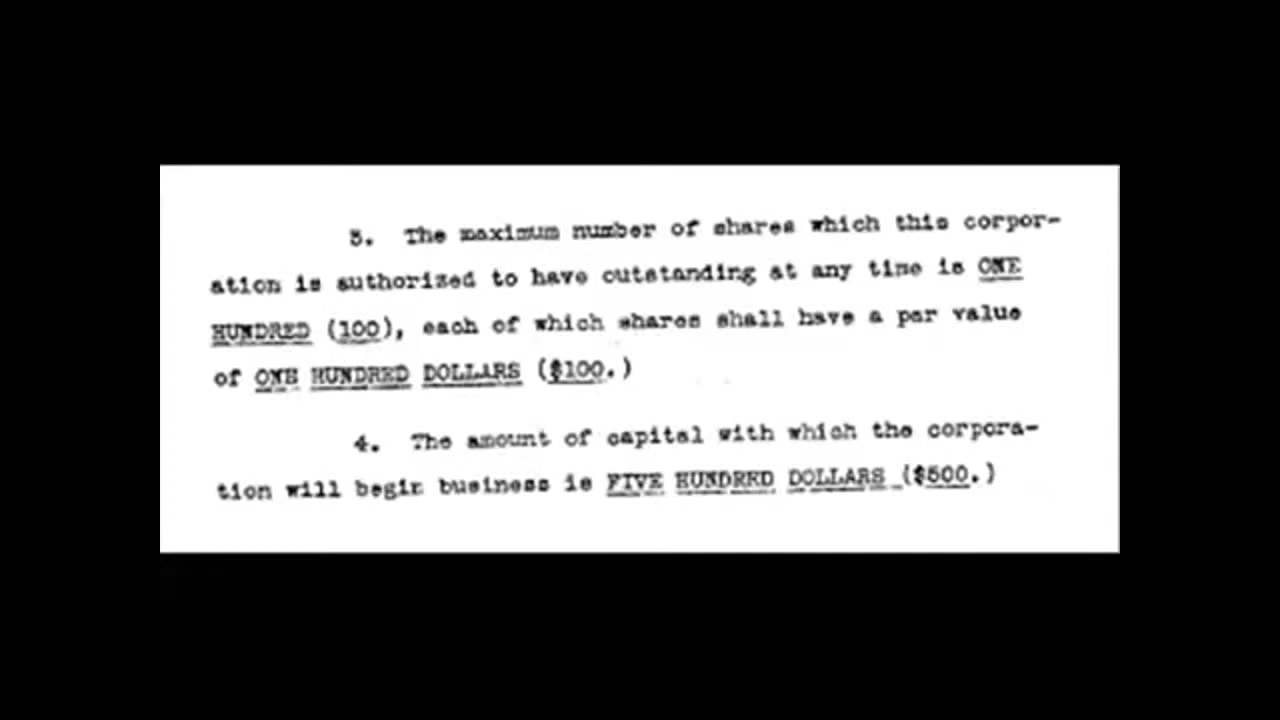 3. The maximum number of shares which this corpor-
ation is authorized to have outstanding at any time is ONE
HUNDRED (100), each of which shares shall have a par value
of ONE HUNDRED DOLLARS ($100.)
4. The amount of capital with which the corpora-
tion will begin business is FIVE HUNDRED DOLLARS ($500.)